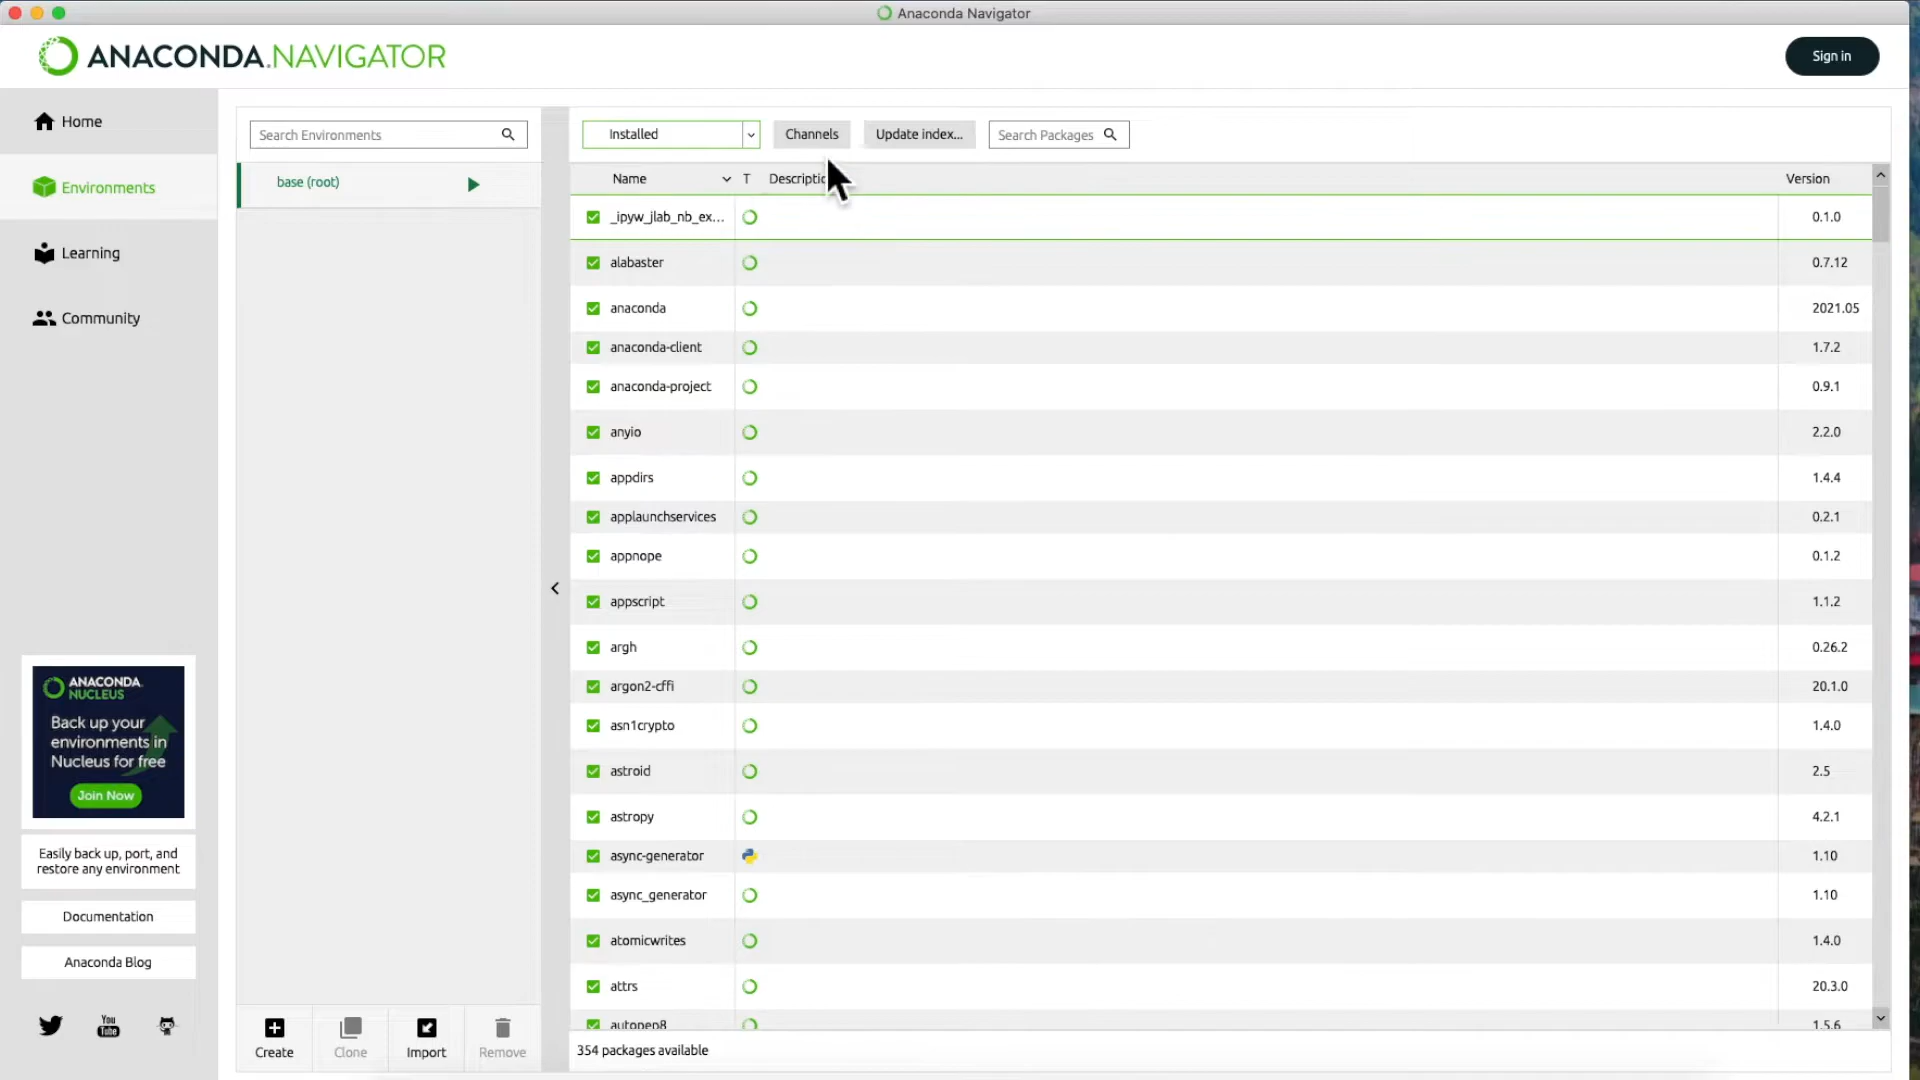 Anaconda Navigator
ANACONDA.NAVIGATOR
Sign in
Home
Environments
Learning
Community
ANACONDA.
NUCLEUS
Back up your
environments in
Nucleus for free
Join Now
Easily back up, port, and
restore any environment
Documentation
Anaconda Blog
You
Tube
Search Environments
base (root)
Create
Clone
Import
Remove
Installed
Channels
Update index...
Search Packages
Name T Descriptio Version
_ipyw_jlab_nb_ex... 0.1.0
alabaster 0.7.12
anaconda 2021.05
anaconda-client 1.7.2
anaconda-project 0.9.1
anyio 2.2.0
appdirs 1.4.4
applaunchservices 0.2.1
appnope 0.1.2
appscript 1.1.2
argh 0.26.2
argon2-cffi 20.1.0
asn1crypto 1.4.0
astroid 2.5
astropy 4.2.1
async-generator 1.10
async_generator 1.10
atomicwrites 1.4.0
attrs 20.3.0
autopep8 1.5.6
354 packages available